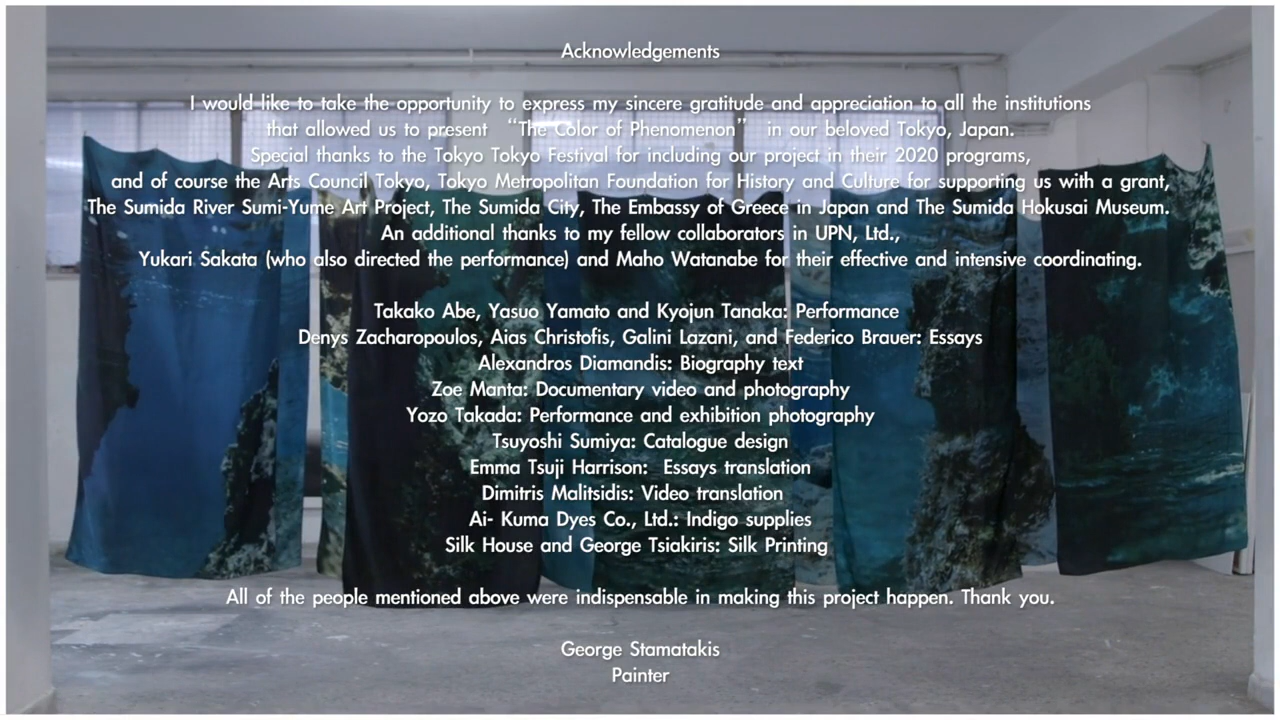 Acknowledgements
I would like to take the opportunity to express my sincere gratitude and appreciation to all the institutions
that allowed us to present “The Color of Phenomenon” in our beloved Tokyo, Japan.
Special thanks to the Tokyo Tokyo Festival for including our project in their 2020 programs,
and of course the Arts Council Tokyo, Tokyo Metropolitan Foundation for History and Culture for supporting us with a grant,
The Sumida River Sumi-Yume Art Project, The Sumida City, The Embassy of Greece in Japan and The Sumida Hokusai Museum.
An additional thanks to my fellow collaborators in UPN, Ltd.,
Yukari Sakata (who also directed the performance) and Maho Watanabe for their effective and intensive coordinating.
Takako Abe, Yasuo Yamato and Kyojun Tanaka: Performance
Denys Zacharopoulos, Aias Christofis, Galini Lazani, and Federico Brauer: Essays
Alexandros Diamandis: Biography text
Zoe Manta: Documentary video and photography
Yozo Takada: Performance and exhibition photography
Tsuyoshi Sumiya: Catalogue design
Emma Tsuji Harrison:  Essays translation
Dimitris Malitsidis: Video translation
Ai- Kuma Dyes Co., Ltd.: Indigo supplies
Silk House and George Tsiakiris: Silk Printing
All of the people mentioned above were indispensable in making this project happen. Thank you.
George Stamatakis
Painter